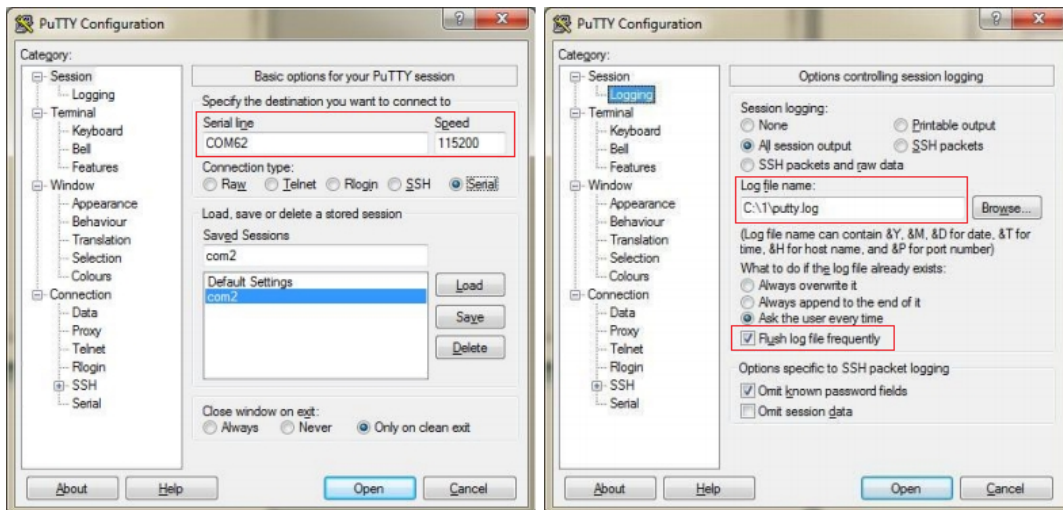 PuTTY Configuration
Category:
Session
Logging
Terminal
Keyboard
Bell
Features
Window
Appearance
Behaviour
Translation
Selection
Colours
Connection
Data
Proxy
Telnet
Rlogin
SSH
Serial
Basic options for your PuTTY session
Specify the destination you want to connect to
Serial line Speed
COM62 115200
Connection type:
Raw Telnet Rlogin SSH Serial
Load, save or delete a stored session
Saved Sessions
com2
Default Settings
com2
Load
Save
Delete
Close window on exit:
Always Never Only on clean exit
About Help Open Cancel
PuTTY Configuration
Category:
Session
Logging
Terminal
Keyboard
Bell
Features
Window
Appearance
Behaviour
Translation
Selection
Colours
Connection
Data
Proxy
Telnet
Rlogin
SSH
Serial
Options controlling session logging
Session logging:
None Printable output
All session output SSH packets
SSH packets and raw data
Log file name:
C:\1\putty.log Browse...
(Log file name can contain &Y, &M, &D for date, &T for
time, &H for host name, and &P for port number)
What to do if the log file already exists:
Always overwrite it
Always append to the end of it
Ask the user every time
Flush log file frequently
Options specific to SSH packet logging
Omit known password fields
Omit session data
About Help Open Cancel